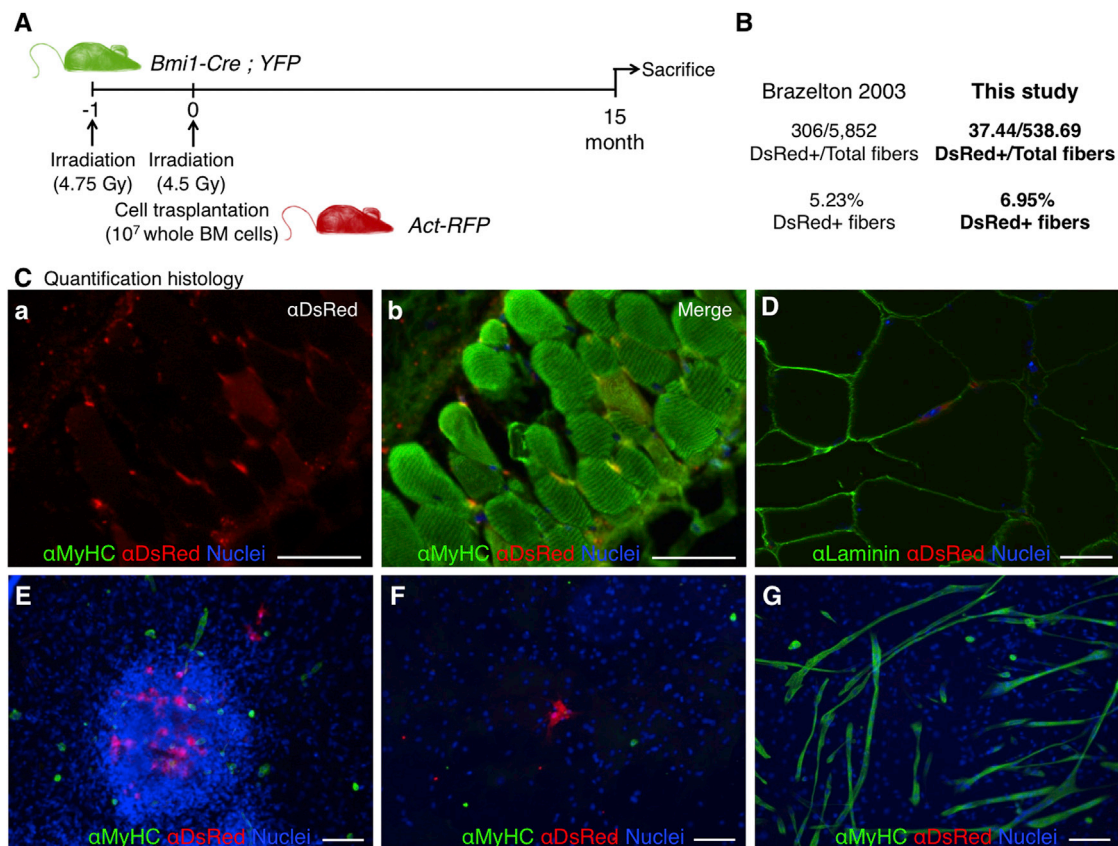 A
Bmi1-Cre ; YFP
Sacrifice
-1
0
15
month
Irradiation
(4.75 Gy)
Irradiation
(4.5 Gy)
Cell trasplantation
(10⁷ whole BM cells)
Act-RFP
B
Brazelton 2003
This study
306/5,852
DsRed+/Total fibers
37.44/538.69
DsRed+/Total fibers
5.23%
DsRed+ fibers
6.95%
DsRed+ fibers
C Quantification histology
a
αDsRed
αMyHC αDsRed Nuclei
b
Merge
αMyHC αDsRed Nuclei
D
αLaminin αDsRed Nuclei
E
αMyHC αDsRed Nuclei
F
αMyHC αDsRed Nuclei
G
αMyHC αDsRed Nuclei